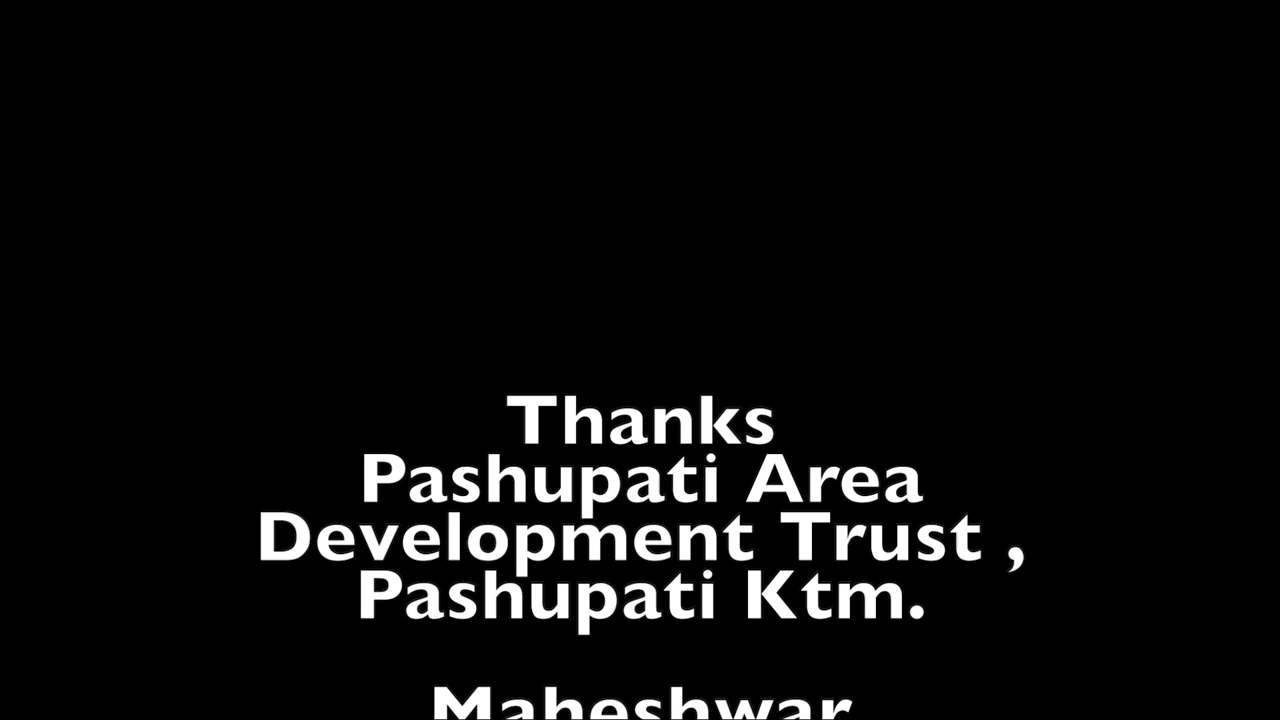 Thanks
Pashupati Area
Development Trust ,
Pashupati Ktm.
Maheshwar